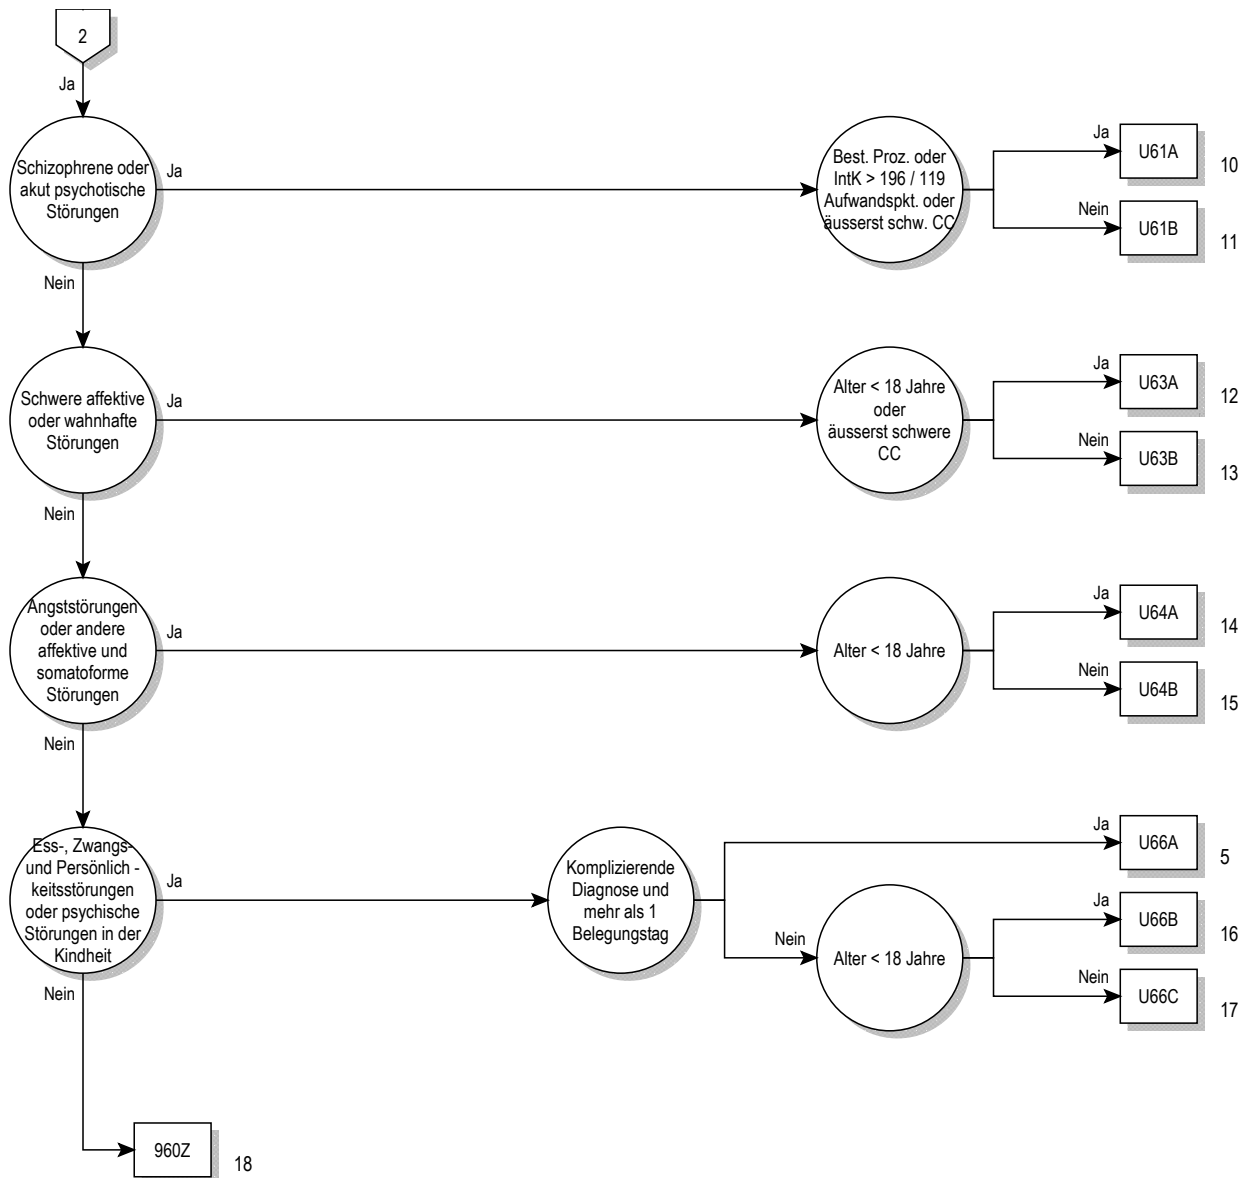 2
Ja
Schizophrene oder
akut psychotische
Störungen
Ja
Best. Proz. oder
IntK > 196 / 119
Aufwandspkt. oder
äusserst schw. CC
Ja
U61A
10
Nein
U61B
11
Nein
Schwere affektive
oder wahnhafte
Störungen
Ja
Alter < 18 Jahre
oder
äusserst schwere
CC
Ja
U63A
12
Nein
U63B
13
Nein
Angststörungen
oder andere
affektive und
somatoforme
Störungen
Ja
Alter < 18 Jahre
Ja
U64A
14
Nein
U64B
15
Nein
Ess-, Zwangs-
und Persönlich -
keitsstörungen
oder psychische
Störungen in der
Kindheit
Ja
Komplizierende
Diagnose und
mehr als 1
Belegungstag
Ja
U66A
5
Nein
Alter < 18 Jahre
Ja
U66B
16
Nein
U66C
17
Nein
960Z
18